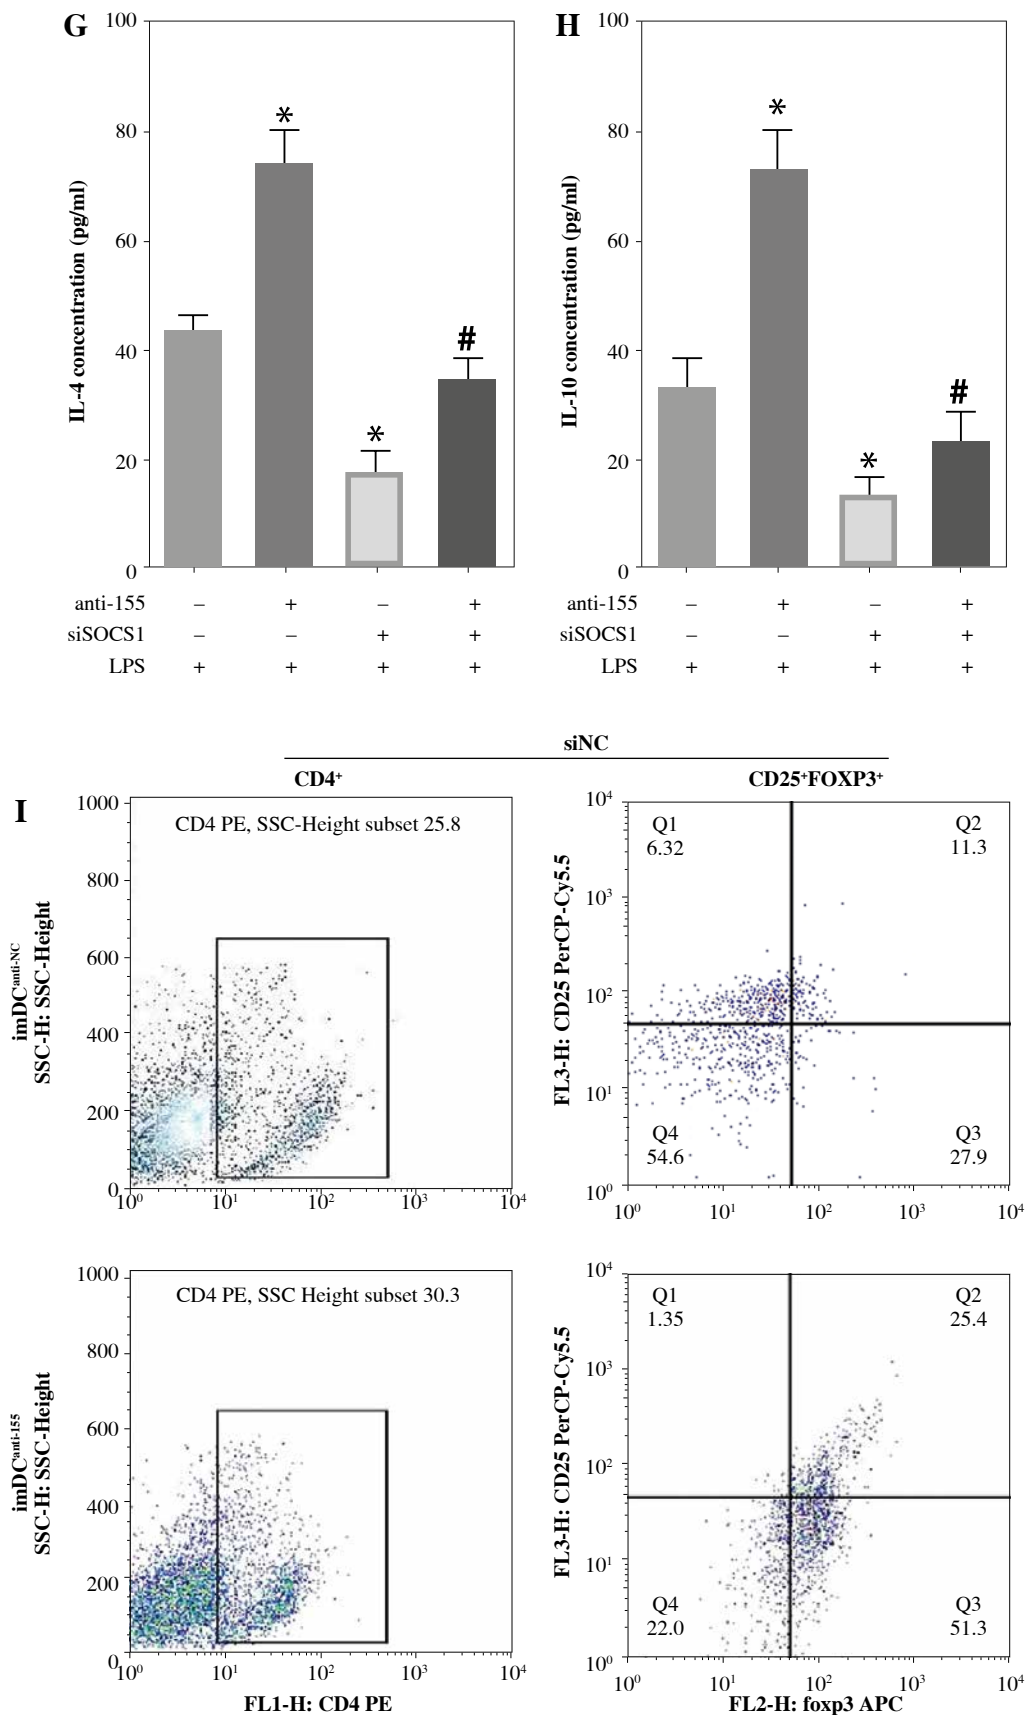 G
100
80
60
40
20
0
IL-4 concentration (pg/ml)
*
*
#
anti-155 – + – +
siSOCS1 – – + +
LPS + + + +
H
100
80
60
40
20
0
IL-10 concentration (pg/ml)
*
*
#
anti-155 – + – +
siSOCS1 – – + +
LPS + + + +
siNC
CD4⁺
CD25⁺FOXP3⁺
I
imDCᵃⁿᵗⁱ⁻ᴺᶜ
SSC-H: SSC-Height
1000
800
600
400
200
0
CD4 PE, SSC-Height subset 25.8
10⁰ 10¹ 10² 10³ 10⁴
FL3-H: CD25 PerCP-Cy5.5
10⁴
10³
10²
10¹
10⁰
Q1
6.32
Q2
11.3
Q4
54.6
Q3
27.9
10⁰ 10¹ 10² 10³ 10⁴
imDCᵃⁿᵗⁱ⁻¹⁵⁵
SSC-H: SSC-Height
1000
800
600
400
200
0
CD4 PE, SSC Height subset 30.3
10⁰ 10¹ 10² 10³ 10⁴
FL1-H: CD4 PE
FL3-H: CD25 PerCP-Cy5.5
10⁴
10³
10²
10¹
10⁰
Q1
1.35
Q2
25.4
Q4
22.0
Q3
51.3
10⁰ 10¹ 10² 10³ 10⁴
FL2-H: foxp3 APC